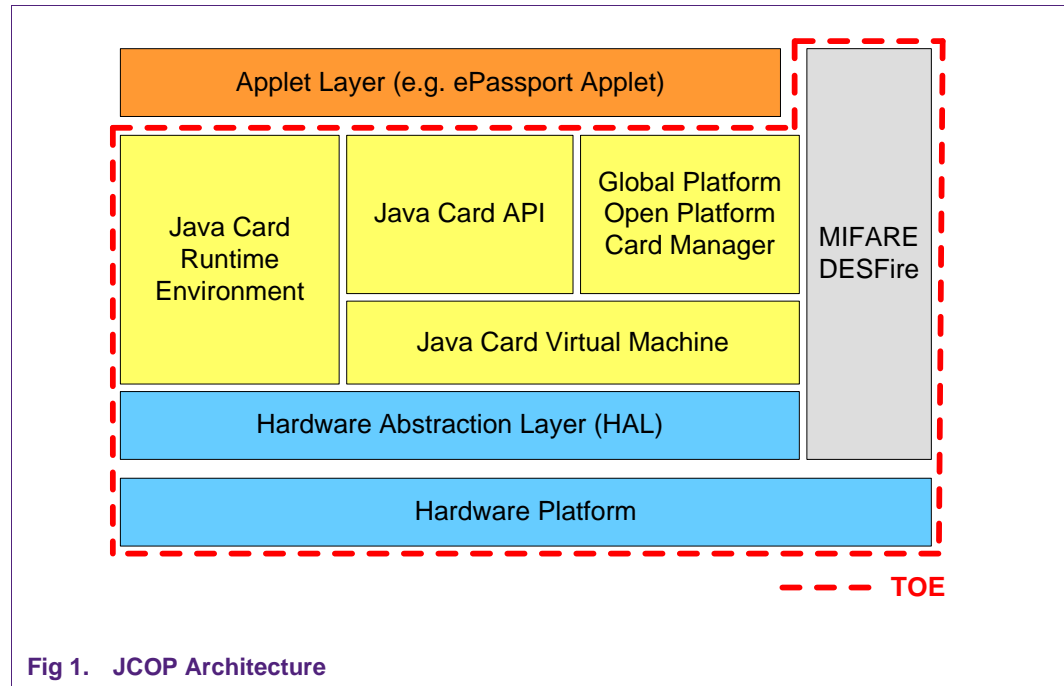 Applet Layer (e.g. ePassport Applet)
Java Card
Runtime
Environment
Java Card API
Global Platform
Open Platform
Card Manager
MIFARE
DESFire
Java Card Virtual Machine
Hardware Abstraction Layer (HAL)
Hardware Platform
TOE
Fig 1. JCOP Architecture